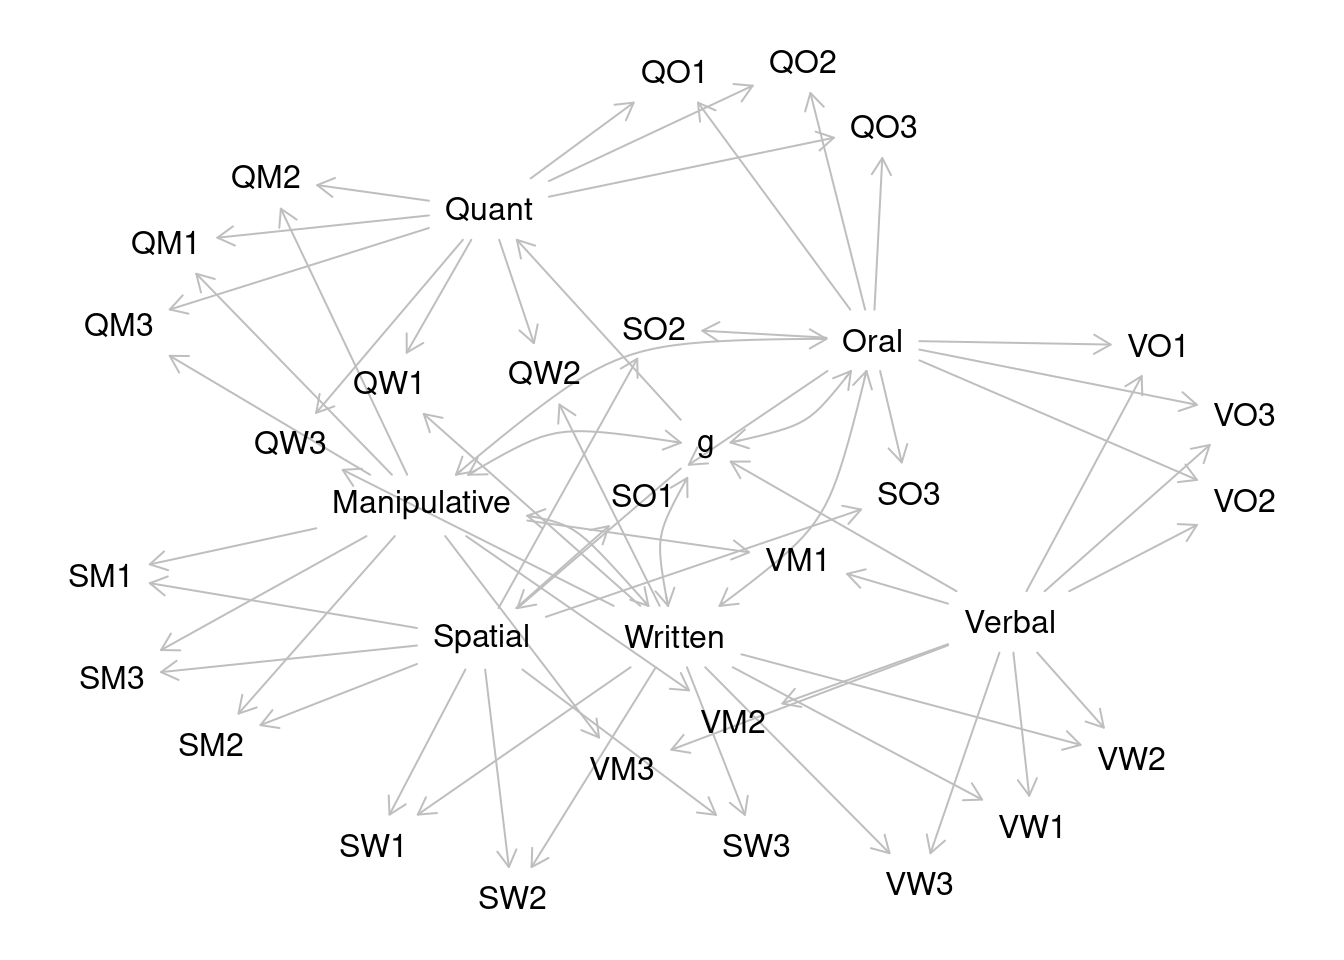 QO1
QO2
QO3
QM2
Quant
QM1
QM3
SO2
Oral
VO1
QW1
QW2
VO3
QW3
g
Manipulative
SO1
SO3
VO2
SM1
VM1
Spatial
Written
Verbal
SM3
SM2
VM2
VM3
VW2
SW1
SW3
VW1
SW2
VW3